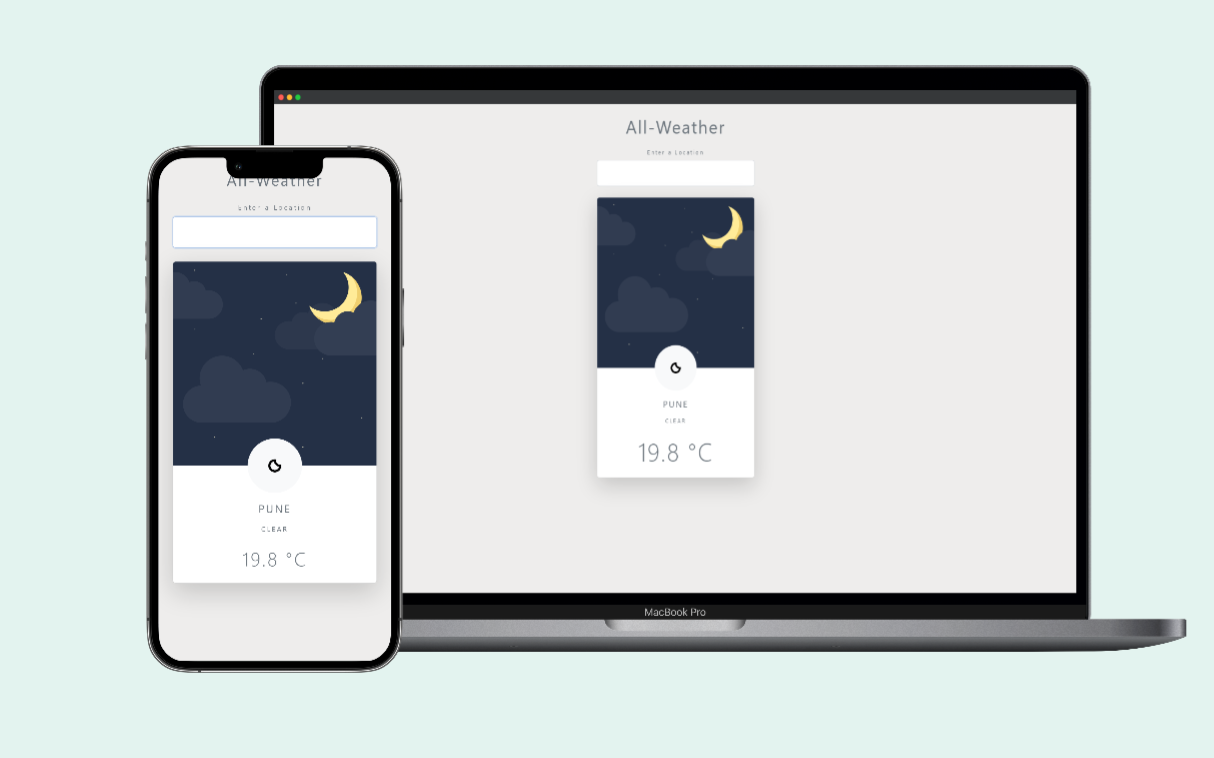 All-Weather
Enter a Location
PUNE
CLEAR
19.8 °C
MacBook Pro
All-Weather
Enter a Location
PUNE
CLEAR
19.8 °C